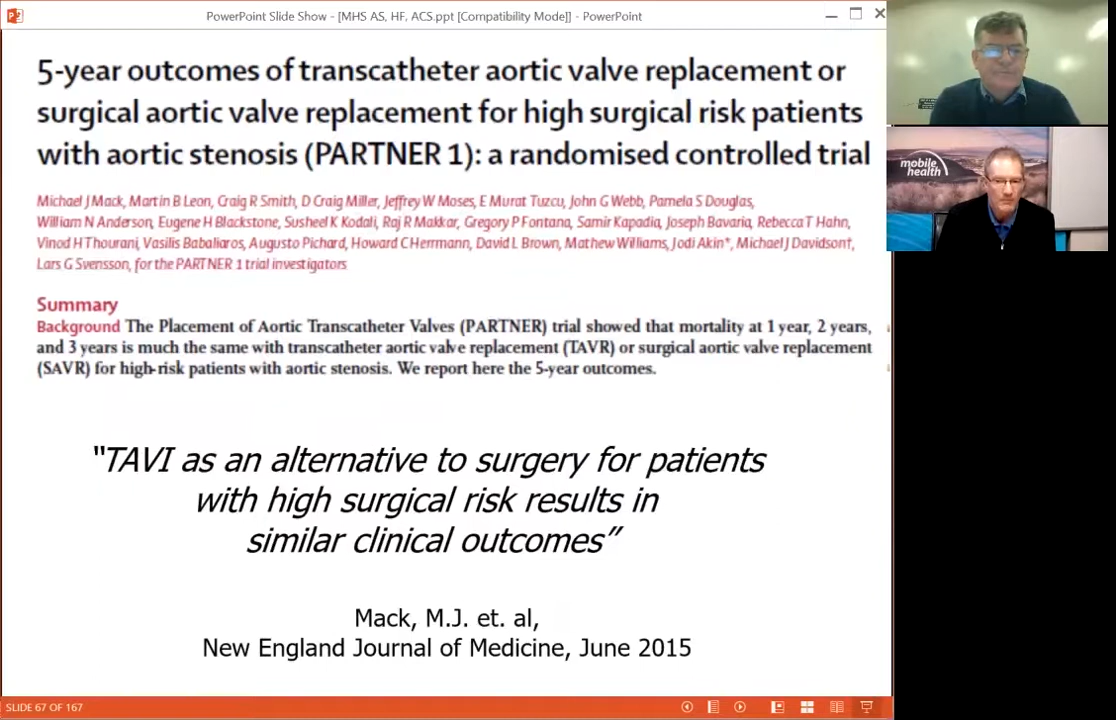 PowerPoint Slide Show - [MHS AS, HF, ACS.ppt [Compatibility Mode]] - PowerPoint
5-year outcomes of transcatheter aortic valve replacement or
surgical aortic valve replacement for high surgical risk patients
with aortic stenosis (PARTNER 1): a randomised controlled trial
Michael J Mack, Martin B Leon, Craig R Smith, D Craig Miller, Jeffrey W Moses, E Murat Tuzcu, John G Webb, Pamela S Douglas,
William N Anderson, Eugene H Blackstone, Susheel K Kodali, Raj R Makkar, Gregory P Fontana, Samir Kapadia, Joseph Bavaria, Rebecca T Hahn,
Vinod H Thourani, Vasilis Babaliaros, Augusto Pichard, Howard C Herrmann, David L Brown, Mathew Williams, Jodi Akin*, Michael J Davidson†,
Lars G Svensson, for the PARTNER 1 trial investigators
Summary
Background The Placement of Aortic Transcatheter Valves (PARTNER) trial showed that mortality at 1 year, 2 years,
and 3 years is much the same with transcatheter aortic valve replacement (TAVR) or surgical aortic valve replacement
(SAVR) for high-risk patients with aortic stenosis. We report here the 5-year outcomes.
“TAVI as an alternative to surgery for patients
with high surgical risk results in
similar clinical outcomes”
Mack, M.J. et. al,
New England Journal of Medicine, June 2015
SLIDE 67 OF 167
mobile
health